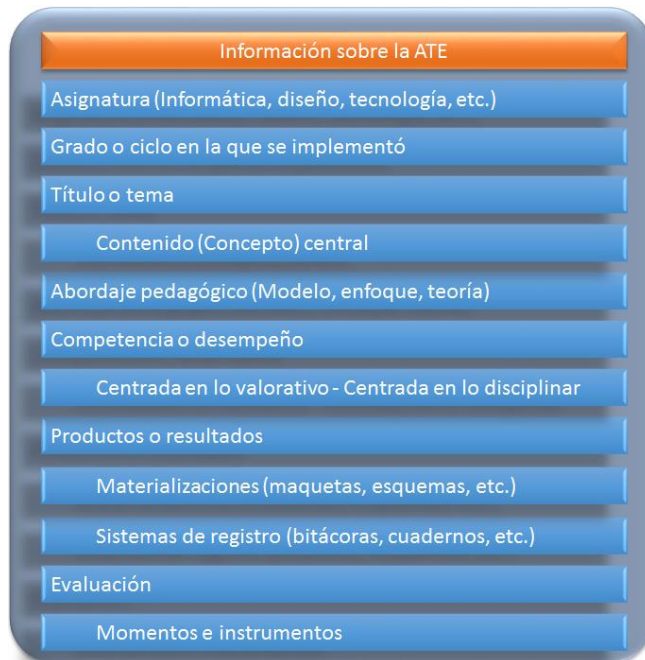 Información sobre la ATE
Asignatura (Informática, diseño, tecnología, etc.)
Grado o ciclo en la que se implementó
Título o tema
Contenido (Concepto) central
Abordaje pedagógico (Modelo, enfoque, teoría)
Competencia o desempeño
Centrada en lo valorativo - Centrada en lo disciplinar
Productos o resultados
Materializaciones (maquetas, esquemas, etc.)
Sistemas de registro (bitácoras, cuadernos, etc.)
Evaluación
Momentos e instrumentos